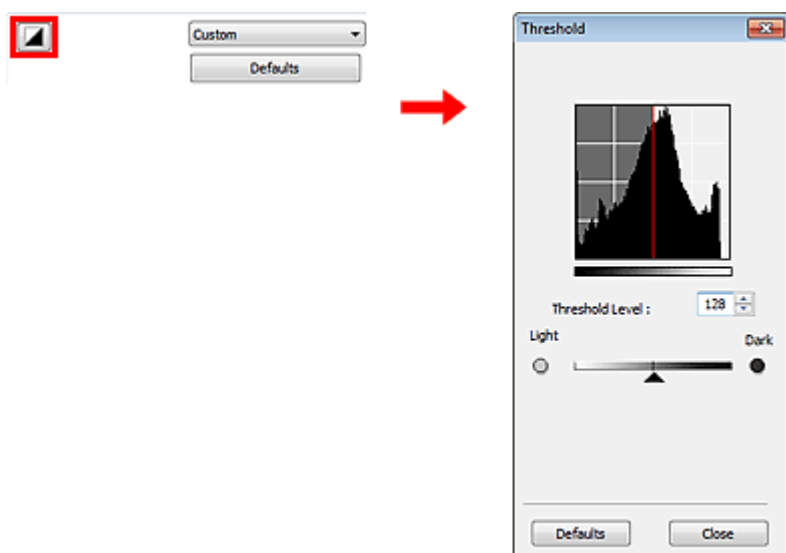 Custom
Defaults
Threshold
Threshold Level : 128
Light Dark
Defaults Close